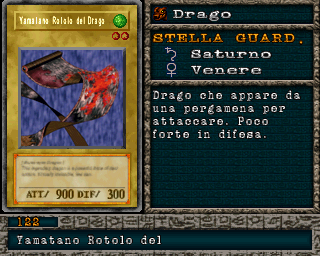 Yamatano Rotolo del Drago
ATT/ 900 DIF/ 300
Drago
STELLA GUARD.
Saturno
Venere
Drago che appare da
una pergamena per
attaccare. Poco
forte in difesa.
122
Yamatano Rotolo del